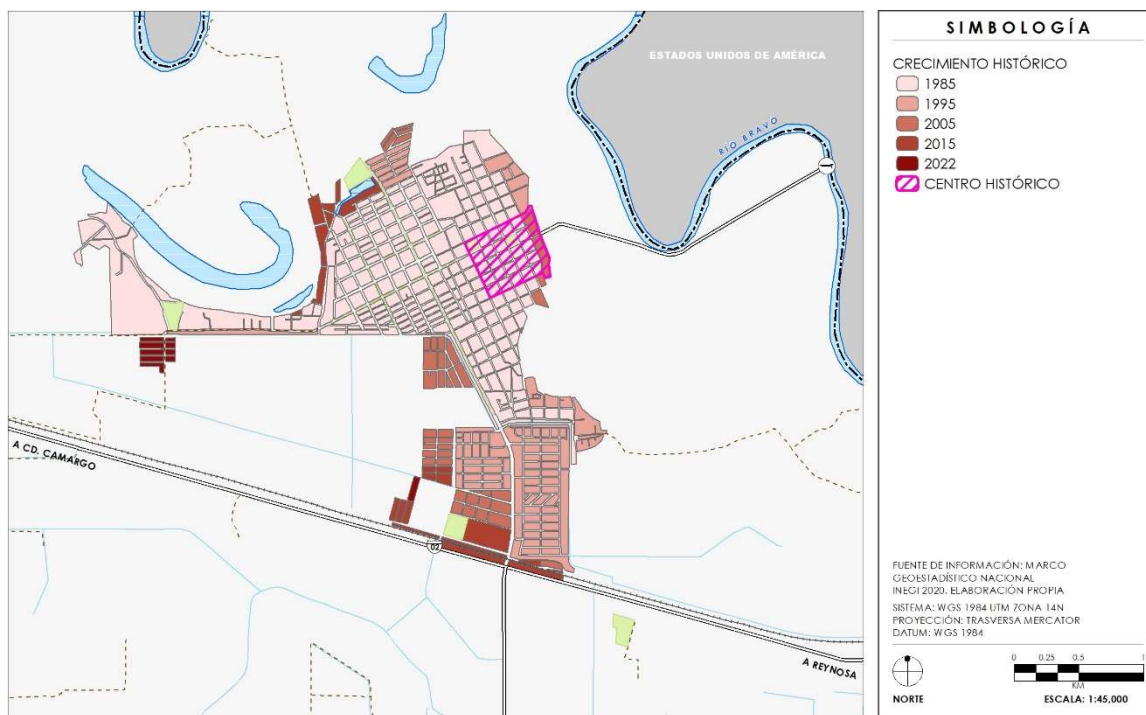 ESTADOS UNIDOS DE AMÉRICA
RÍO BRAVO
1
A CD. CAMARGO
02
A REYNOSA
SIMBOLOGÍA
CRECIMIENTO HISTÓRICO
1985
1995
2005
2015
2022
CENTRO HISTÓRICO
FUENTE DE INFORMACIÓN: MARCO
GEOESTADÍSTICO NACIONAL
INEGI 2020. ELABORACIÓN PROPIA
SISTEMA: WGS 1984 UTM ZONA 14N
PROYECCIÓN: TRASVERSA MERCATOR
DATUM: WGS 1984
0 0.25 0.5 1
KM
NORTE
ESCALA: 1:45,000